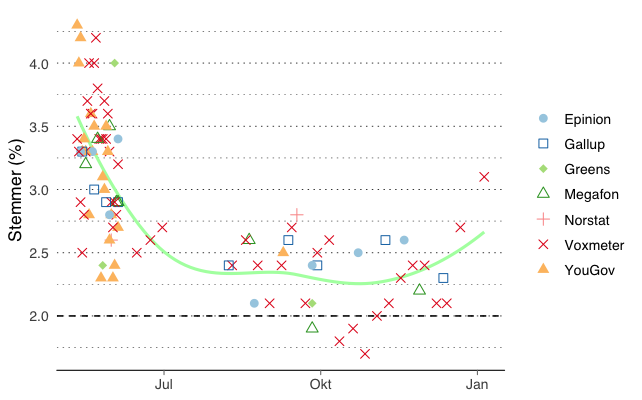 Stemmer (%)
4.0
3.5
3.0
2.5
2.0
Jul
Okt
Jan
Epinion
Gallup
Greens
Megafon
Norstat
Voxmeter
YouGov